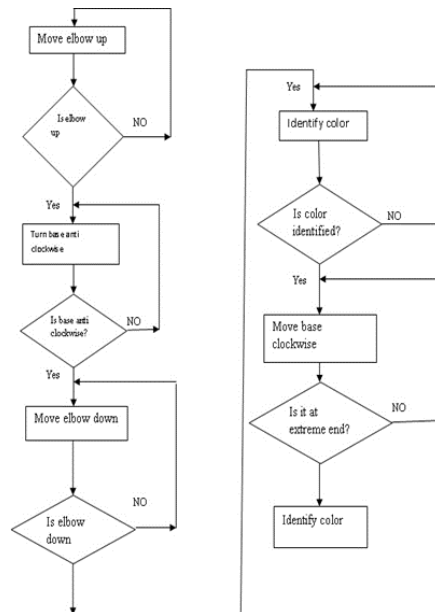 Move elbow up
Is elbow
up
NO
Yes
Turn base anti
clockwise
Is base anti
clockwise?
NO
Yes
Move elbow down
Is elbow
down
NO
Yes
Identify color
Is color
identified?
NO
Yes
Move base
clockwise
Is it at
extreme end?
NO
Identify color